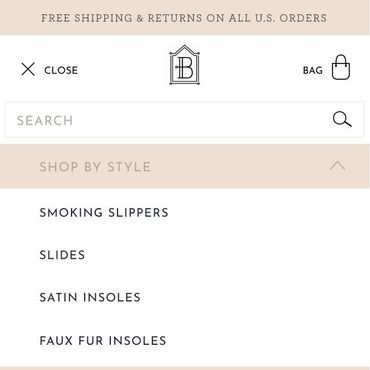 FREE SHIPPING & RETURNS ON ALL U.S. ORDERS
CLOSE
B
BAG
SEARCH
SHOP BY STYLE
SMOKING SLIPPERS
SLIDES
SATIN INSOLES
FAUX FUR INSOLES